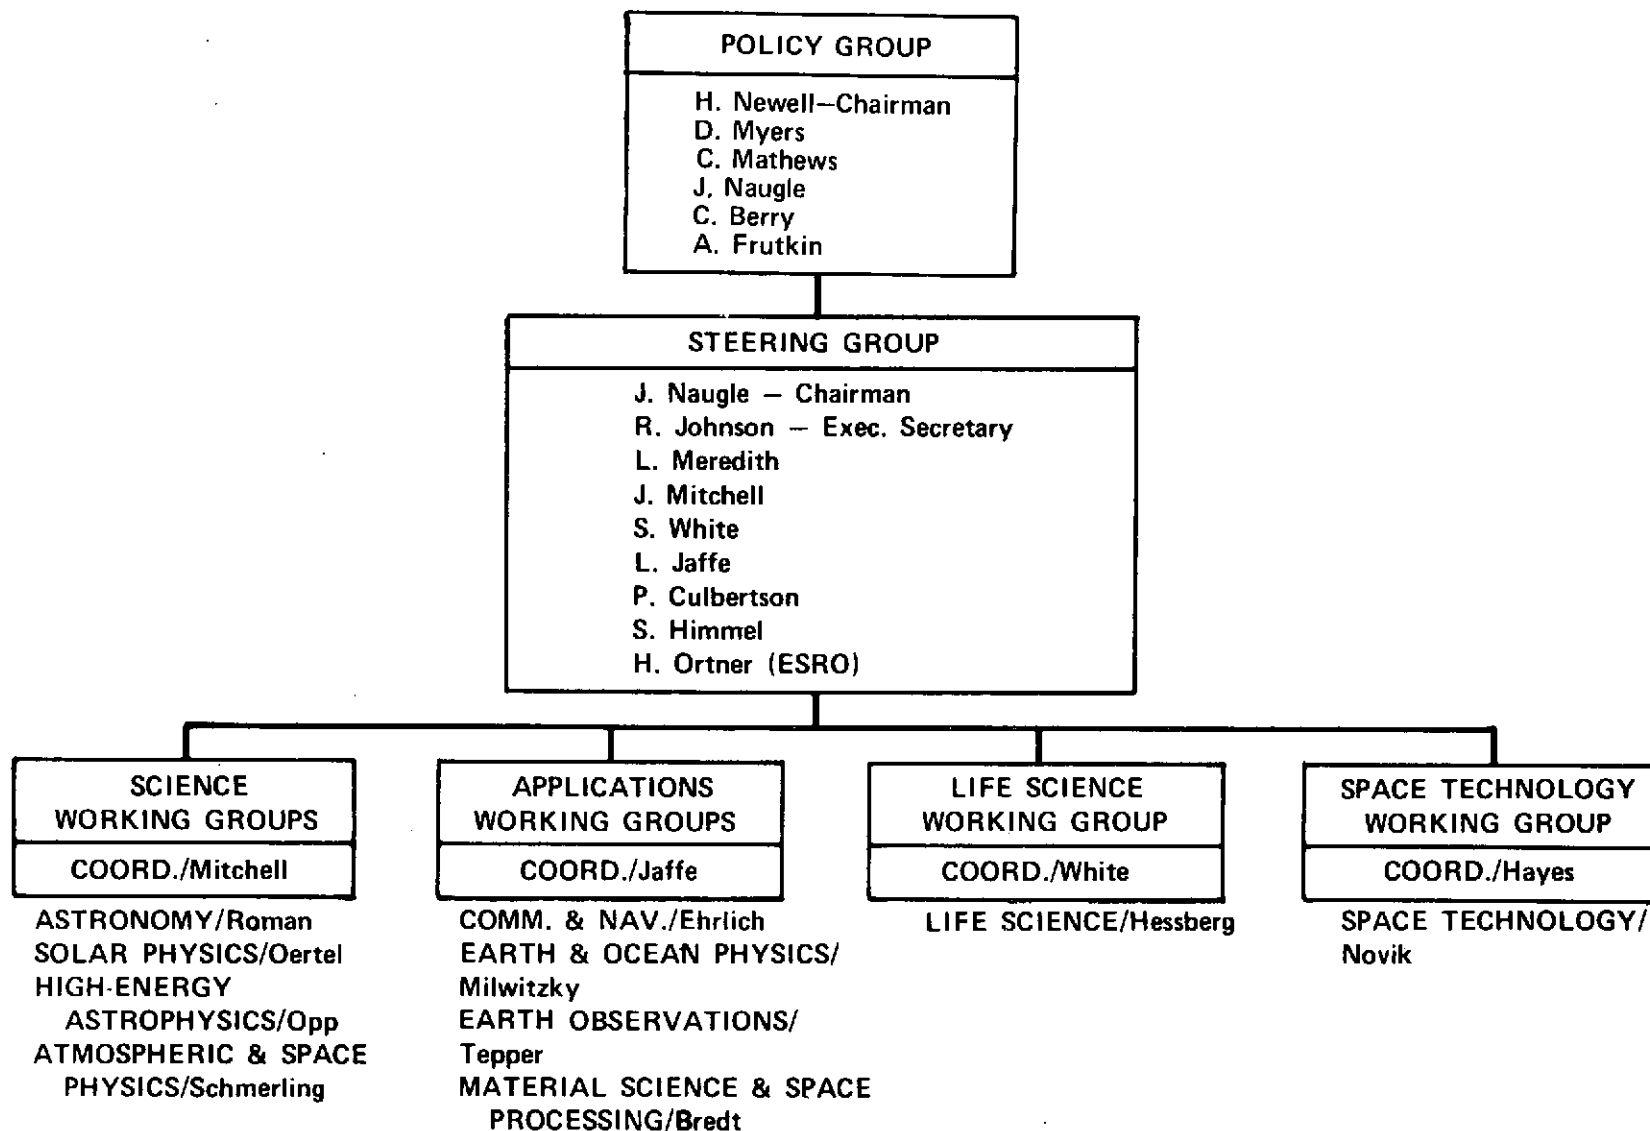 POLICY GROUP
H. Newell—Chairman
D. Myers
C. Mathews
J. Naugle
C. Berry
A. Frutkin
STEERING GROUP
J. Naugle — Chairman
R. Johnson — Exec. Secretary
L. Meredith
J. Mitchell
S. White
L. Jaffe
P. Culbertson
S. Himmel
H. Ortner (ESRO)
SCIENCE
WORKING GROUPS
COORD./Mitchell
ASTRONOMY/Roman
SOLAR PHYSICS/Oertel
HIGH-ENERGY
ASTROPHYSICS/Opp
ATMOSPHERIC & SPACE
PHYSICS/Schmerling
APPLICATIONS
WORKING GROUPS
COORD./Jaffe
COMM. & NAV./Ehrlich
EARTH & OCEAN PHYSICS/
Milwitzky
EARTH OBSERVATIONS/
Tepper
MATERIAL SCIENCE & SPACE
PROCESSING/Bredt
LIFE SCIENCE
WORKING GROUP
COORD./White
LIFE SCIENCE/Hessberg
SPACE TECHNOLOGY
WORKING GROUP
COORD./Hayes
SPACE TECHNOLOGY/
Novik